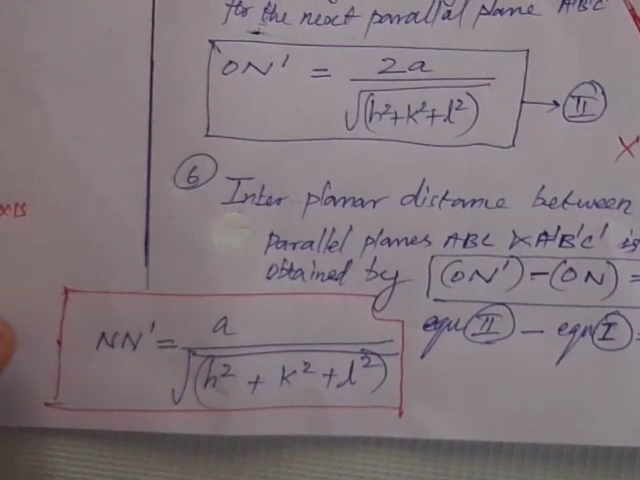 for the next parallal plane A'B'C'
ON' = 2a / √(h²+k²+l²) → II
6 Inter planar distance between
parallel planes ABC & A'B'C' is
obtained by (ON') - (ON) =
equ II - equ I =
NN' = a / √(h² + k² + l²)